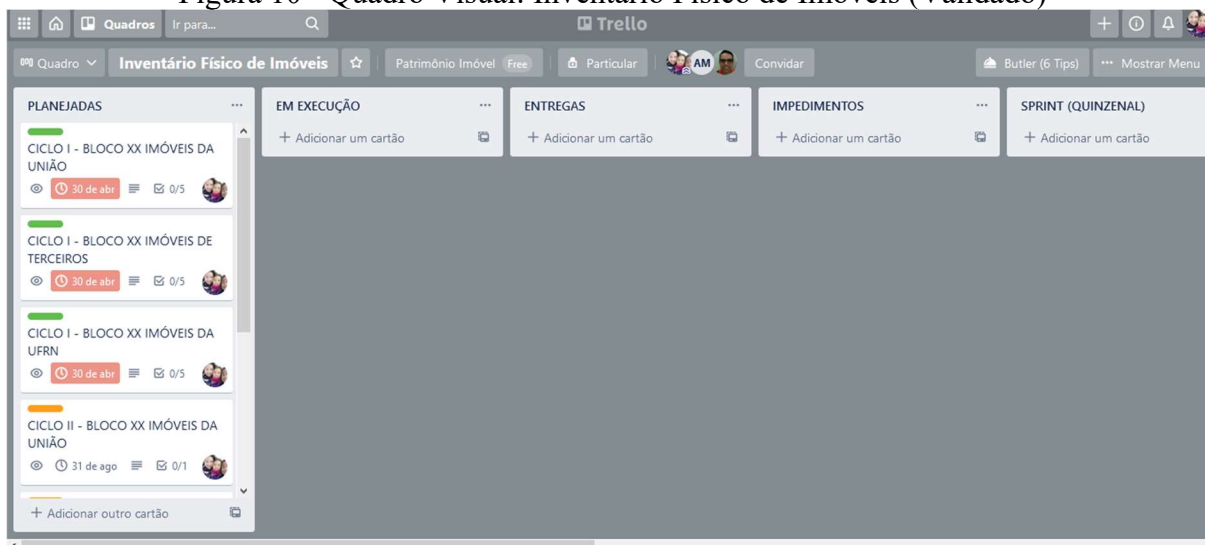 Figura 10 - Quadro Visual: Inventário Físico de Imóveis (Validado)
Quadros Ir para... Trello
Quadro Inventário Físico de Imóveis Patrimônio Imóvel Free Particular AM Convidar Butler (6 Tips) ... Mostrar Menu
PLANEJADAS ... EM EXECUÇÃO ... ENTREGAS ... IMPEDIMENTOS ... SPRINT (QUINZENAL)
+ Adicionar um cartão + Adicionar um cartão + Adicionar um cartão + Adicionar um cartão
CICLO I - BLOCO XX IMÓVEIS DA
UNIÃO
30 de abr 0/5
CICLO I - BLOCO XX IMÓVEIS DE
TERCEIROS
30 de abr 0/5
CICLO I - BLOCO XX IMÓVEIS DA
UFRN
30 de abr 0/5
CICLO II - BLOCO XX IMÓVEIS DA
UNIÃO
31 de ago 0/1
+ Adicionar outro cartão